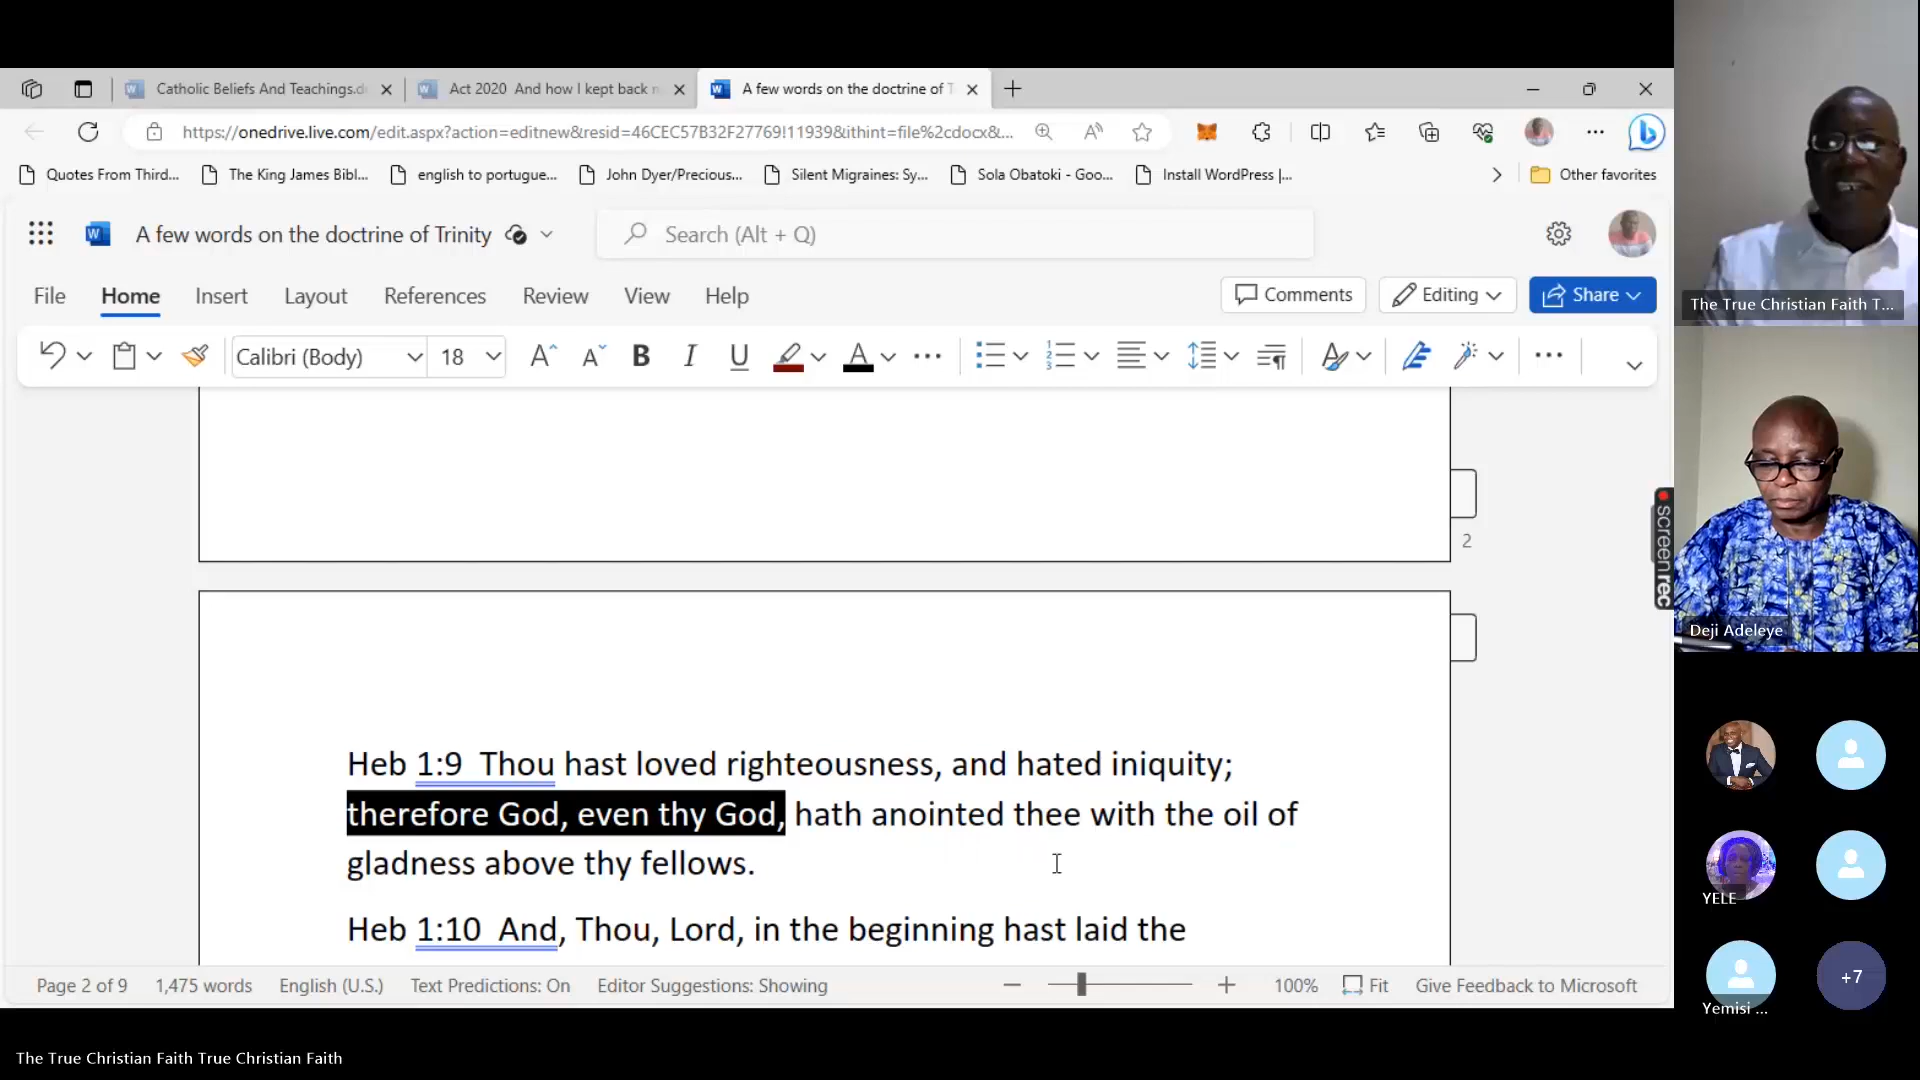 Catholic Beliefs And Teachings.d
Act 2020 And how I kept back n
A few words on the doctrine of T
https://onedrive.live.com/edit.aspx?action=editnew&resid=46CEC57B32F27769!11939&ithint=file%2cdocx&...
Quotes From Third...
The King James Bibl...
english to portugue...
John Dyer/Precious...
Silent Migraines: Sy...
Sola Obatoki - Goo...
Install WordPress |...
Other favorites
A few words on the doctrine of Trinity
Search (Alt + Q)
File Home Insert Layout References Review View Help
Comments
Editing
Share
Calibri (Body)
18
2
Heb 1:9 Thou hast loved righteousness, and hated iniquity;
therefore God, even thy God, hath anointed thee with the oil of
gladness above thy fellows.
Heb 1:10 And, Thou, Lord, in the beginning hast laid the
Page 2 of 9
1,475 words
English (U.S.)
Text Predictions: On
Editor Suggestions: Showing
100%
Fit
Give Feedback to Microsoft
screenrec
The True Christian Faith T...
Deji Adeleye
YELE
Yemisi ...
+7
The True Christian Faith True Christian Faith